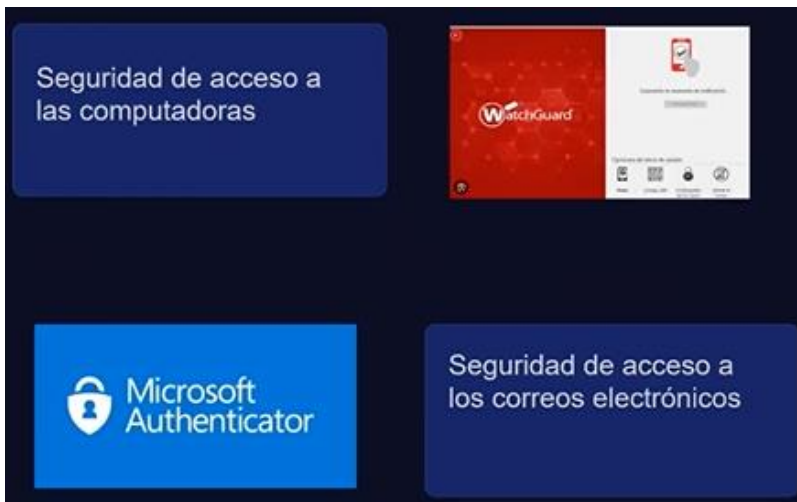 Seguridad de acceso a
las computadoras
WatchGuard
Microsoft
Authenticator
Seguridad de acceso a
los correos electrónicos